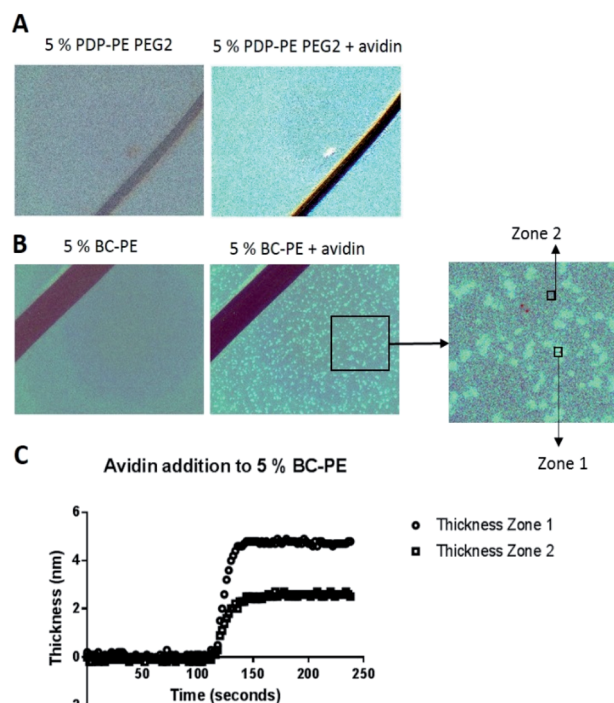 A
5 % PDP-PE PEG2
5 % PDP-PE PEG2 + avidin
B
5 % BC-PE
5 % BC-PE + avidin
Zone 2
Zone 1
C
Avidin addition to 5 % BC-PE
Thickness (nm)
6
4
2
0
50
100
150
200
250
Time (seconds)
Thickness Zone 1
Thickness Zone 2